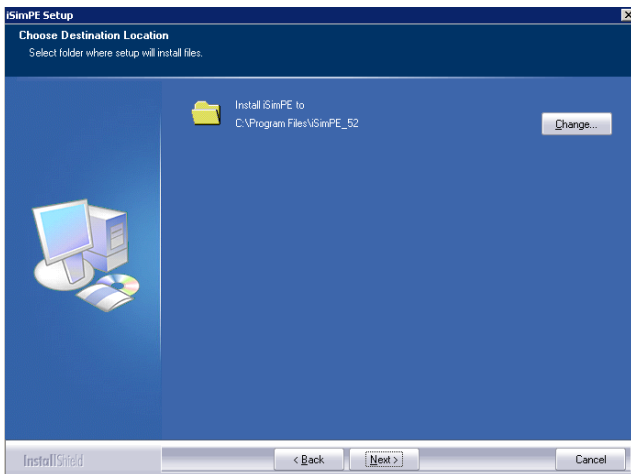 iSimPE Setup
Choose Destination Location
Select folder where setup will install files.
Install iSimPE to
C:\Program Files\iSimPE_52
Change...
InstallShield
< Back
Next >
Cancel